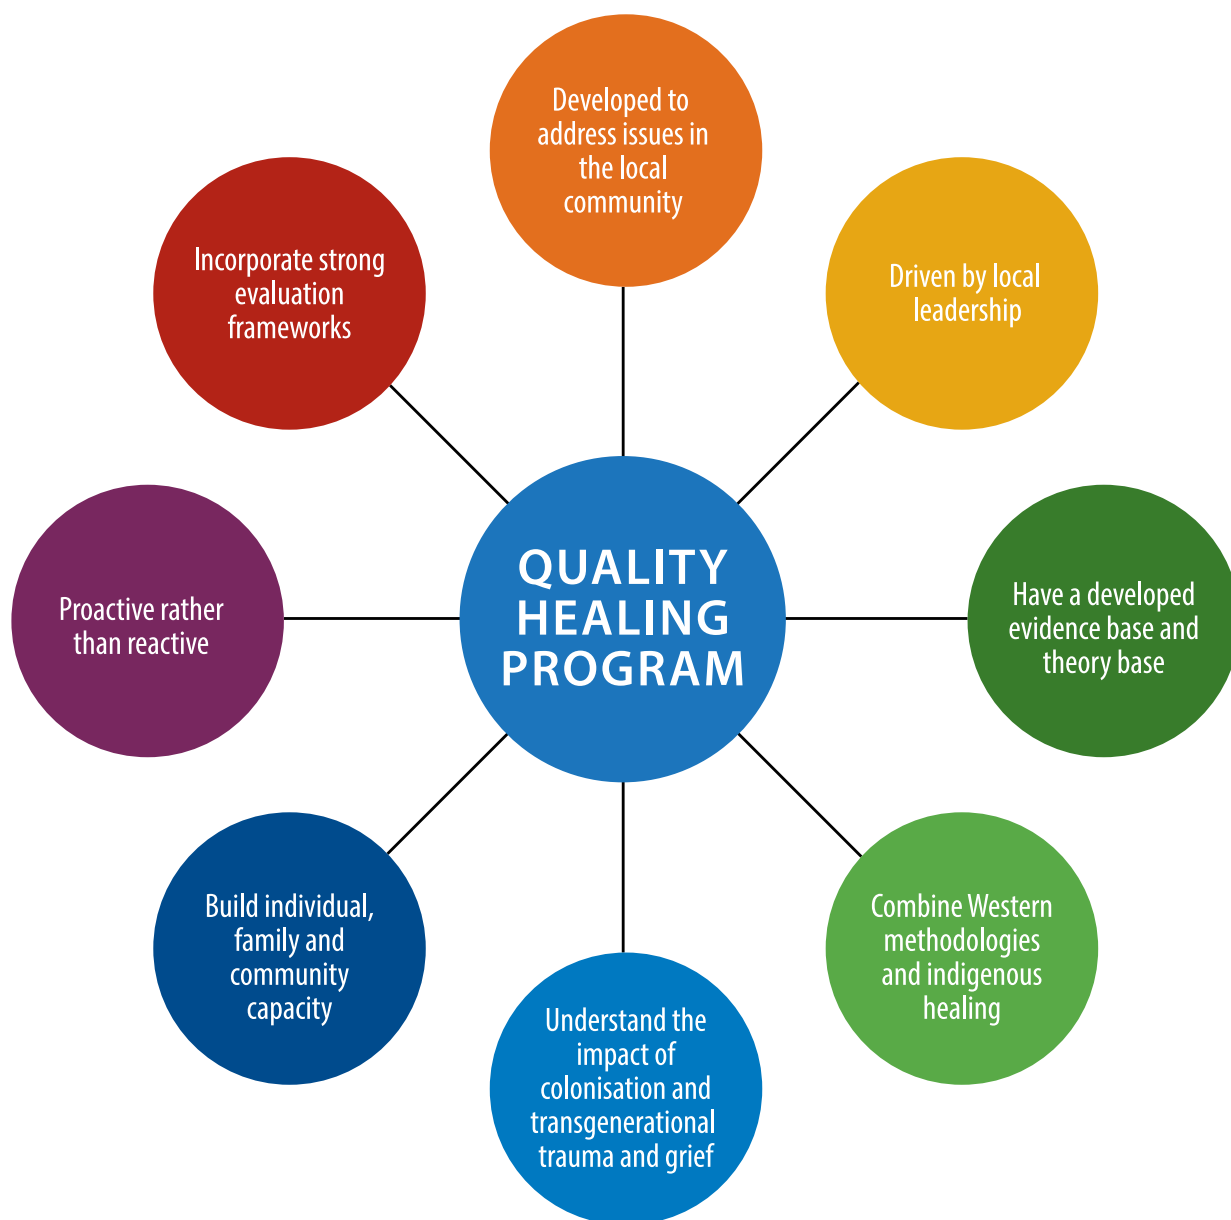 Developed to
address issues in
the local
community
Driven by local
leadership
Have a developed
evidence base and
theory base
Combine Western
methodologies
and indigenous
healing
Understand the
impact of
colonisation and
transgenerational
trauma and grief
Build individual,
family and
community
capacity
Proactive rather
than reactive
Incorporate strong
evaluation
frameworks
QUALITY
HEALING
PROGRAM